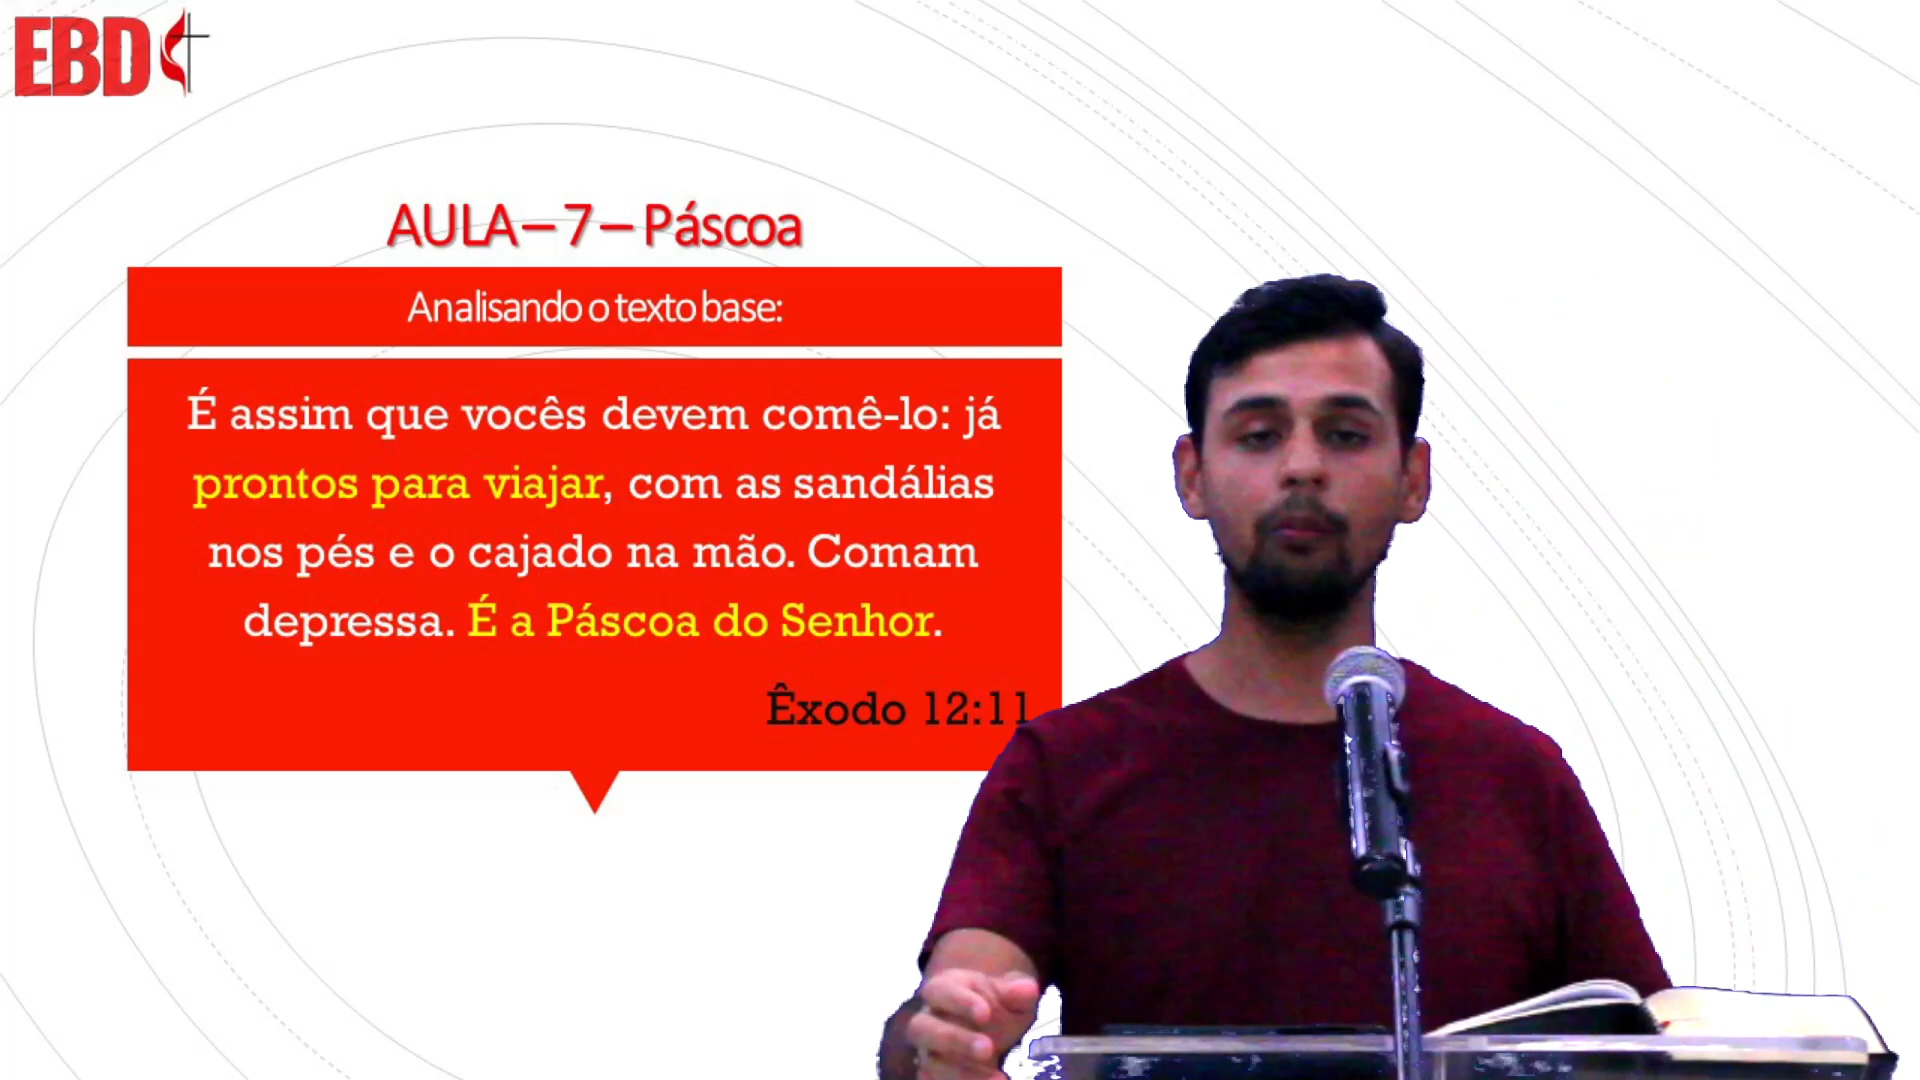 EBD
AULA – 7 – Páscoa
Analisando o texto base:
É assim que vocês devem comê-lo: já
prontos para viajar, com as sandálias
nos pés e o cajado na mão. Comam
depressa. É a Páscoa do Senhor.
Êxodo 12:11